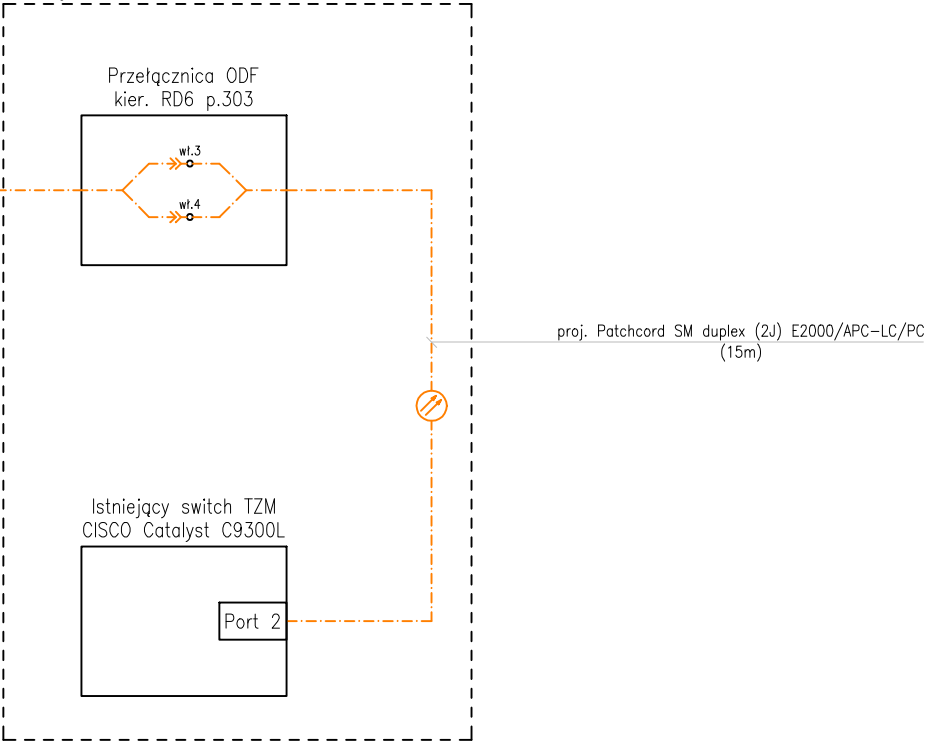 Przełącznica ODF
kier. RD6 p.303
wł.3
wł.4
proj. Patchcord SM duplex (2J) E2000/APC-LC/PC
(15m)
Istniejący switch TZM
CISCO Catalyst C9300L
Port 2